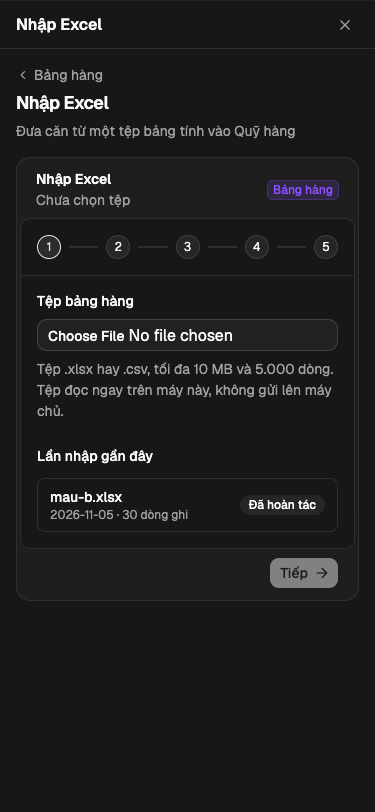 Nhập Excel
Bảng hàng
Nhập Excel
Đưa căn từ một tệp bảng tính vào Quỹ hàng
Nhập Excel
Chưa chọn tệp
Bảng hàng
1 2 3 4 5
Tệp bảng hàng
Choose File No file chosen
Tệp .xlsx hay .csv, tối đa 10 MB và 5.000 dòng.
Tệp đọc ngay trên máy này, không gửi lên máy
chủ.
Lần nhập gần đây
mau-b.xlsx
2026-11-05 · 30 dòng ghi
Đã hoàn tác
Tiếp →